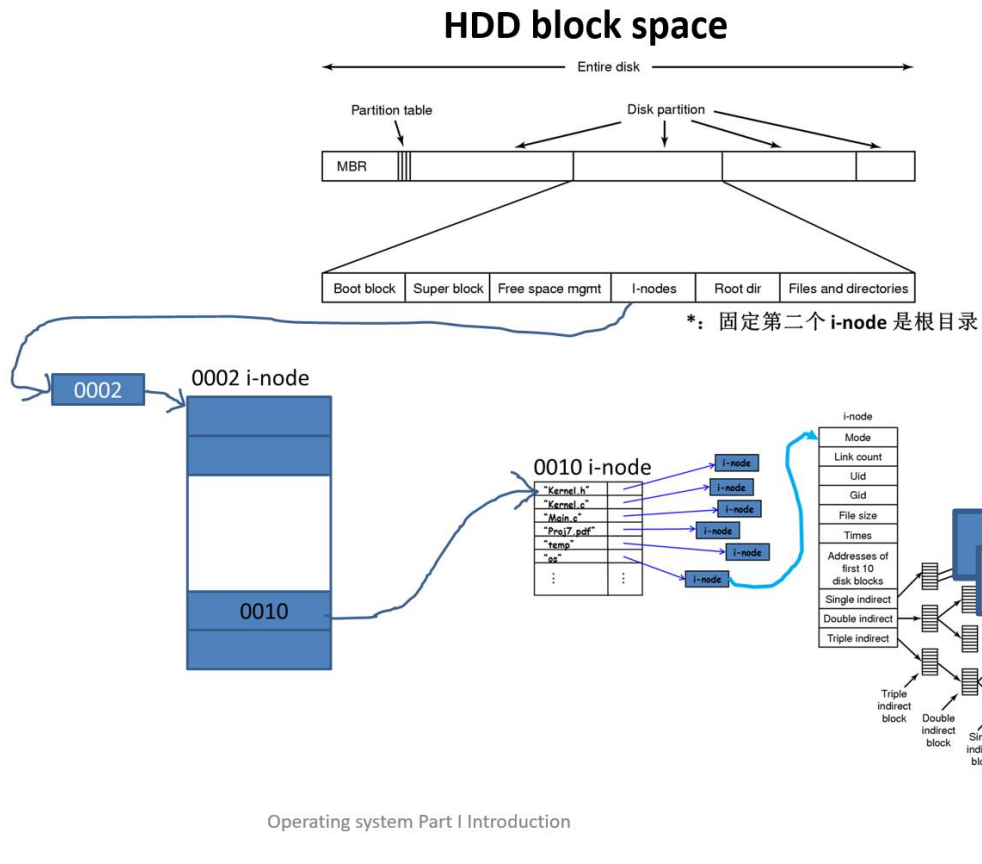 HDD block space
Entire disk
Partition table
Disk partition
MBR
Boot block
Super block
Free space mgmt
I-nodes
Root dir
Files and directories
*: 固定第二个 i-node 是根目录
0002
0002 i-node
0010
0010 i-node
"Kernel.h"
"Kernel.c"
"Main.c"
"Proj7.pdf"
"temp"
"os"
⋮
⋮
i-node
i-node
i-node
i-node
i-node
i-node
i-node
Mode
Link count
Uid
Gid
File size
Times
Addresses of
first 10
disk blocks
Single indirect
Double indirect
Triple indirect
Triple
indirect
block
Double
indirect
block
Operating system Part I Introduction